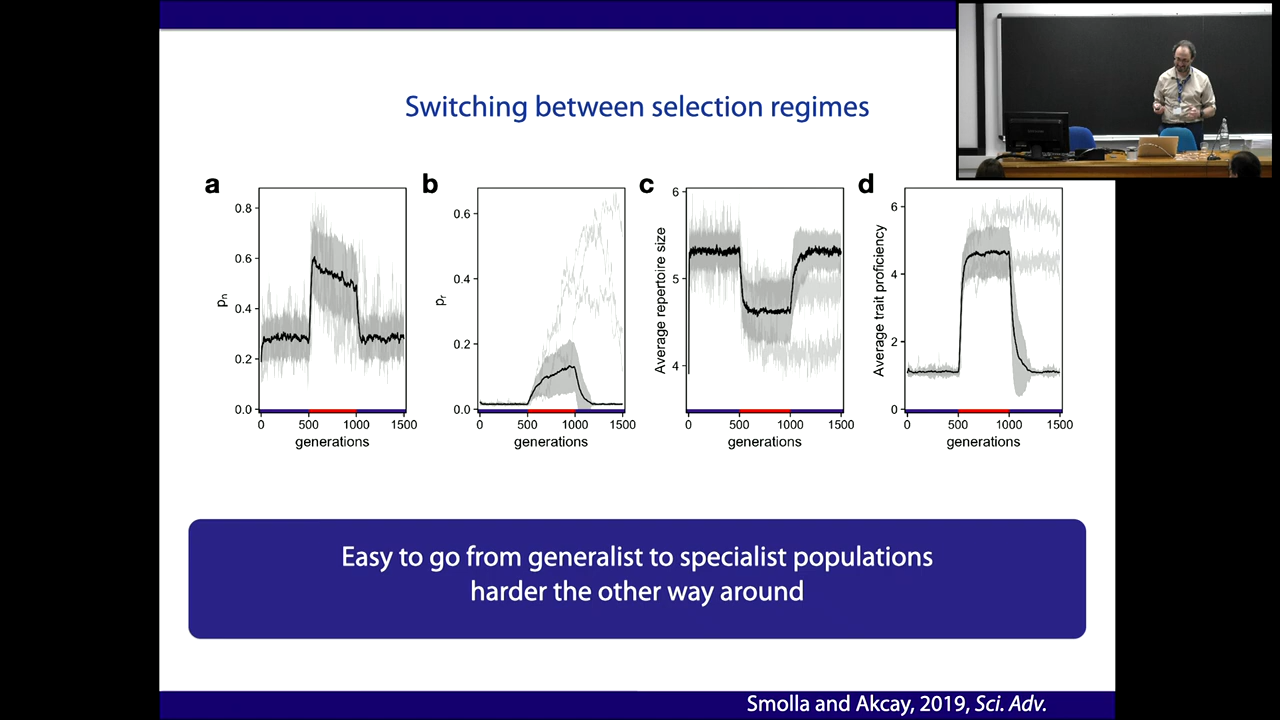 Switching between selection regimes
a
b
c
d
0.8
0.6
0.4
0.2
0.0
pn
0
500
1000
1500
generations
0.6
0.4
0.2
0.0
pr
0
500
1000
1500
generations
6
5
4
Average repertoire size
0
500
1000
1500
generations
6
4
2
0
Average trait proficiency
0
500
1000
1500
generations
Easy to go from generalist to specialist populations
harder the other way around
Smolla and Akcay, 2019, Sci. Adv.